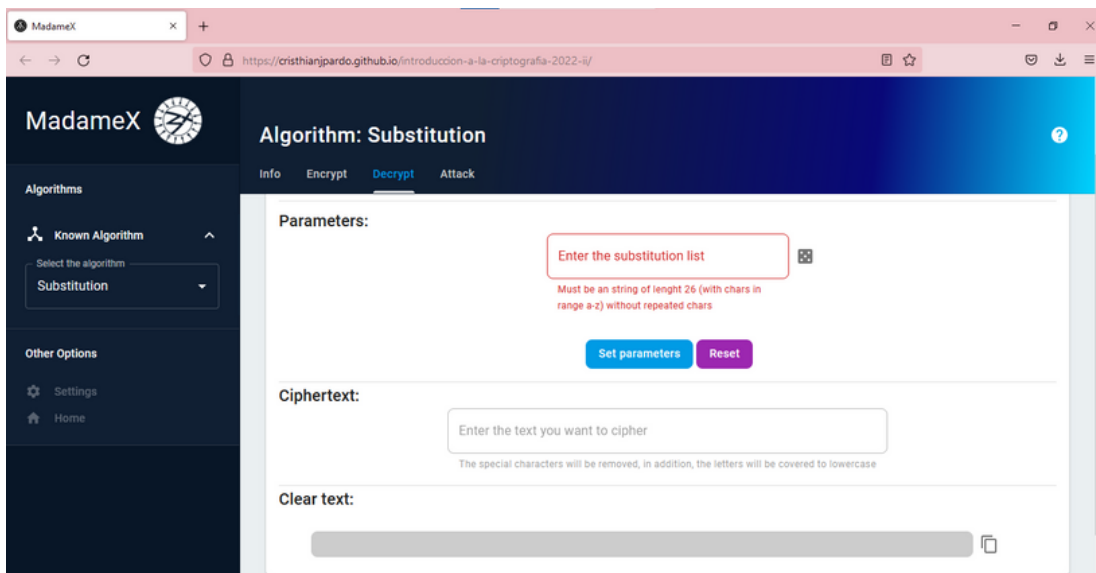 MadameX
https://cristhianjpardo.github.io/introduccion-a-la-criptografia-2022-ii/
MadameX
Algorithm: Substitution
Info Encrypt Decrypt Attack
Algorithms
Known Algorithm
Select the algorithm
Substitution
Other Options
Settings
Home
Parameters:
Enter the substitution list
Must be an string of lenght 26 (with chars in
range a-z) without repeated chars
Set parameters Reset
Ciphertext:
Enter the text you want to cipher
The special characters will be removed, in addition, the letters will be covered to lowercase
Clear text: